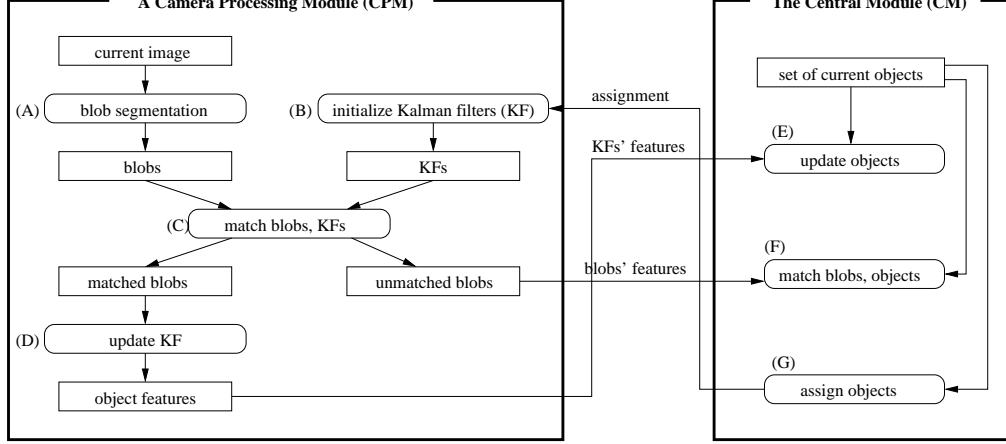 A Camera Processing Module (CPM)
The Central Module (CM)
current image
set of current objects
(A)
blob segmentation
(B)
initialize Kalman filters (KF)
assignment
(E)
update objects
KFs' features
blobs
KFs
(C)
match blobs, KFs
(F)
match blobs, objects
blobs' features
matched blobs
unmatched blobs
(D)
update KF
(G)
assign objects
object features